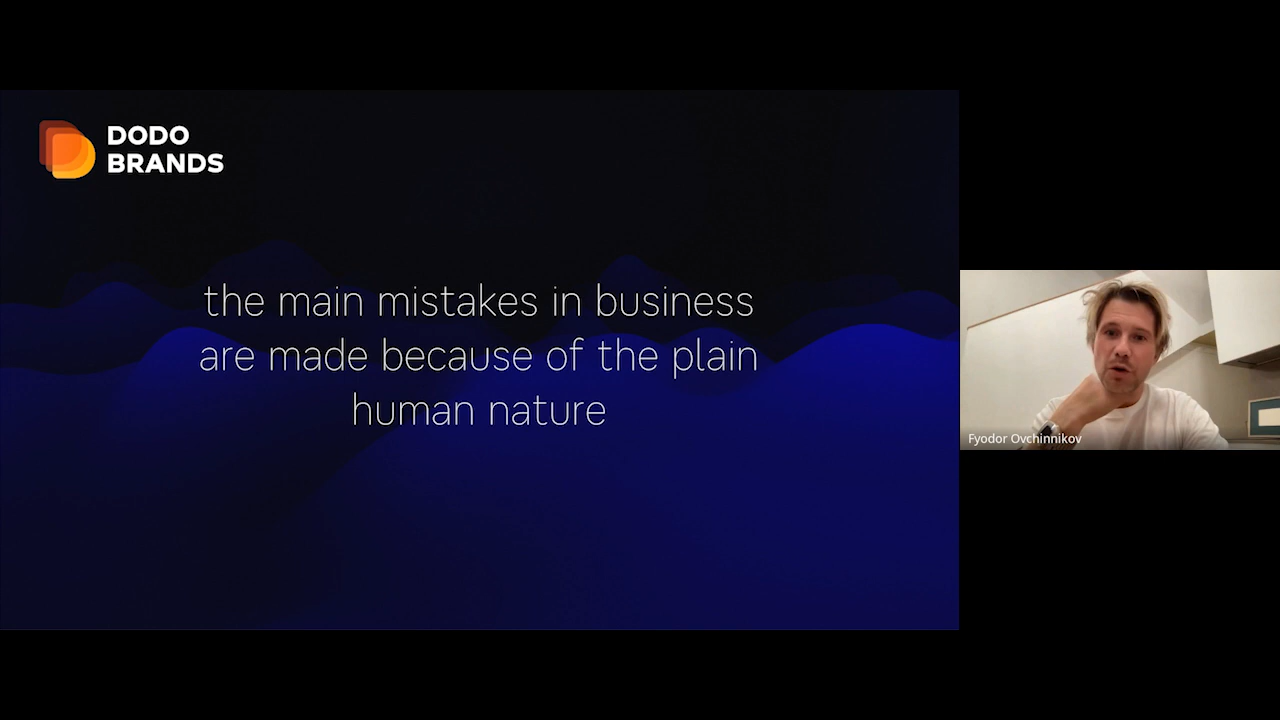 DODO
BRANDS
the main mistakes in business
are made because of the plain
human nature
Fyodor Ovchinnikov